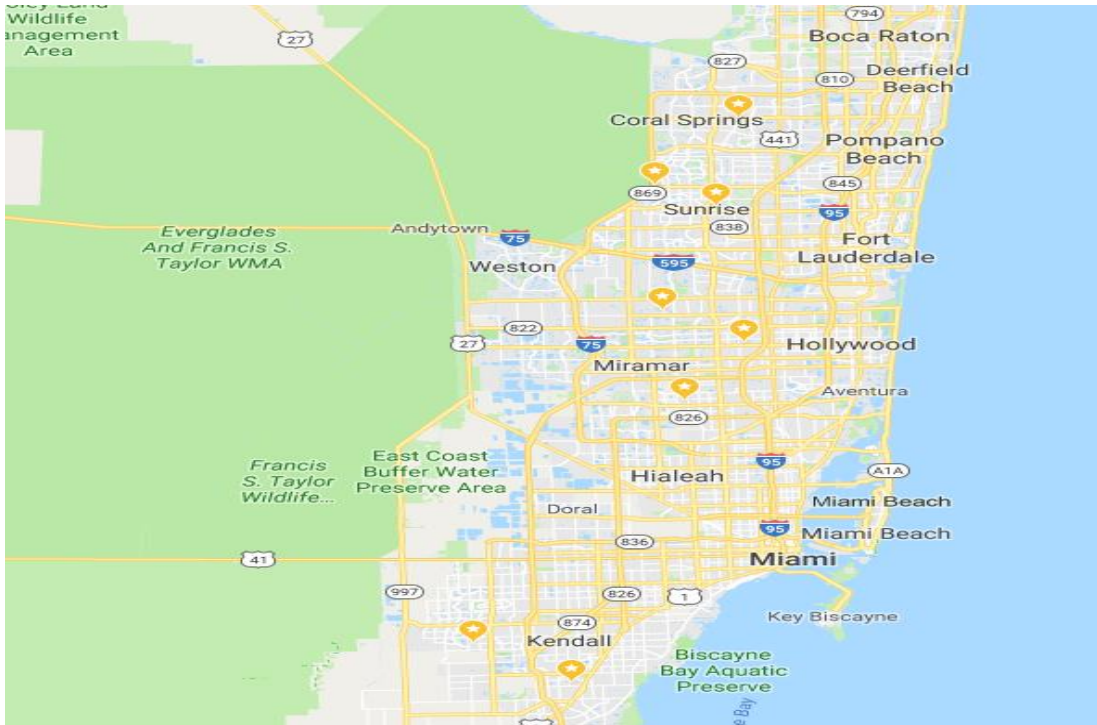 Wildlife
Management
Area
27
794
Boca Raton
827
810
Deerfield
Beach
Coral Springs
441
Pompano
Beach
869
845
Sunrise
95
838
Andytown
75
Everglades
And Francis S.
Taylor WMA
Weston
595
Fort
Lauderdale
822
27
75
Hollywood
Miramar
Aventura
826
East Coast
Buffer Water
Preserve Area
Francis
S. Taylor
Wildlife...
95
Hialeah
A1A
Doral
Miami Beach
95
Miami Beach
836
41
Miami
997
826
1
874
Key Biscayne
Kendall
Biscayne
Bay Aquatic
Preserve
Bay